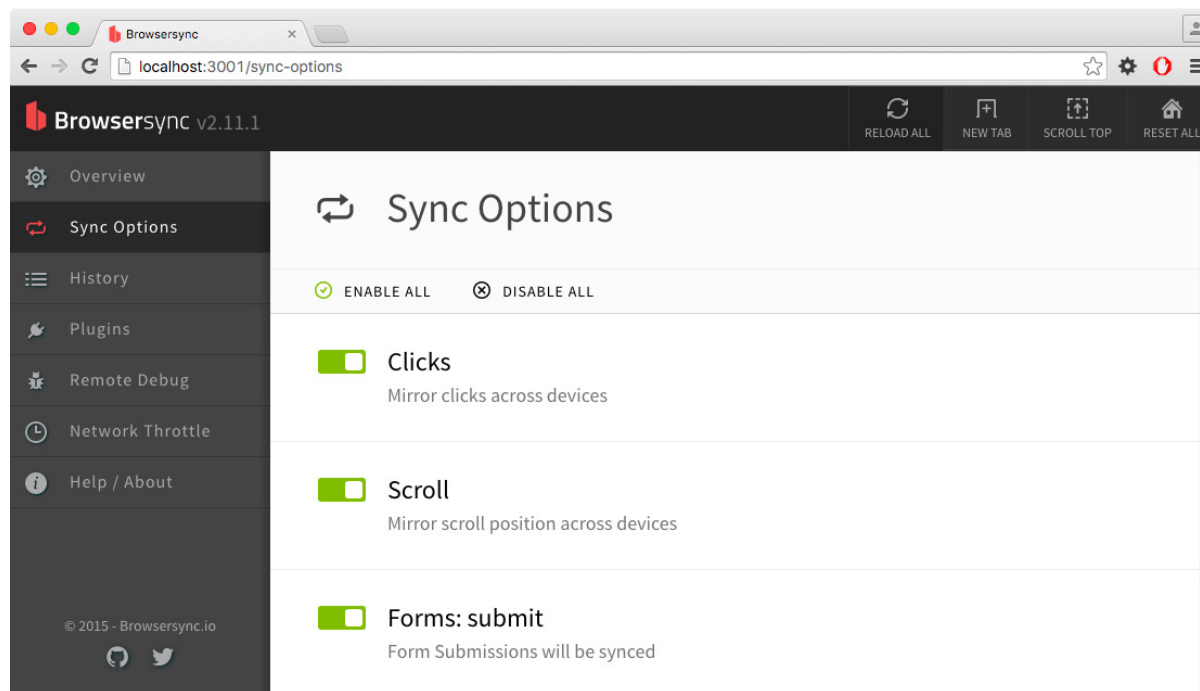 Browsersync
localhost:3001/sync-options
Browsersync v2.11.1
RELOAD ALL
NEW TAB
SCROLL TOP
RESET ALL
Overview
Sync Options
History
Plugins
Remote Debug
Network Throttle
Help / About
© 2015 - Browsersync.io
Sync Options
ENABLE ALL
DISABLE ALL
Clicks
Mirror clicks across devices
Scroll
Mirror scroll position across devices
Forms: submit
Form Submissions will be synced